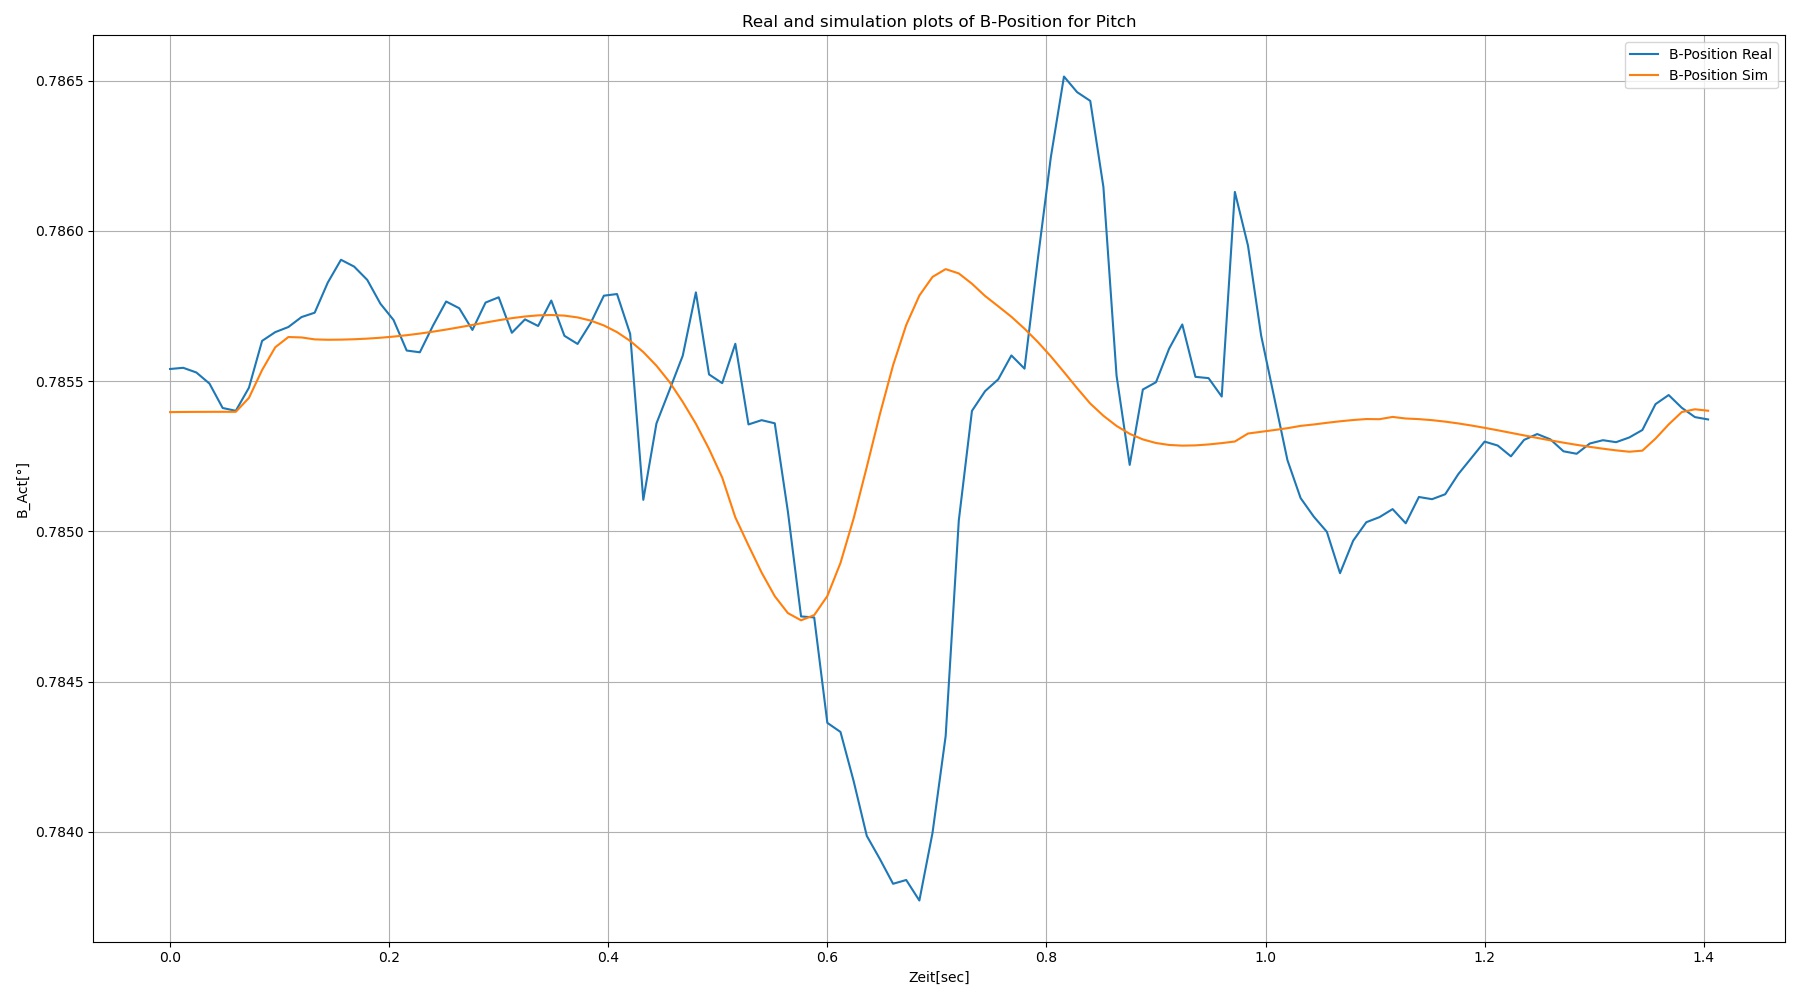 Real and simulation plots of B-Position for Pitch
B-Position Real
B-Position Sim
B_Act[°]
0.7865
0.7860
0.7855
0.7850
0.7845
0.7840
0.0 0.2 0.4 0.6 0.8 1.0 1.2 1.4
Zeit[sec]